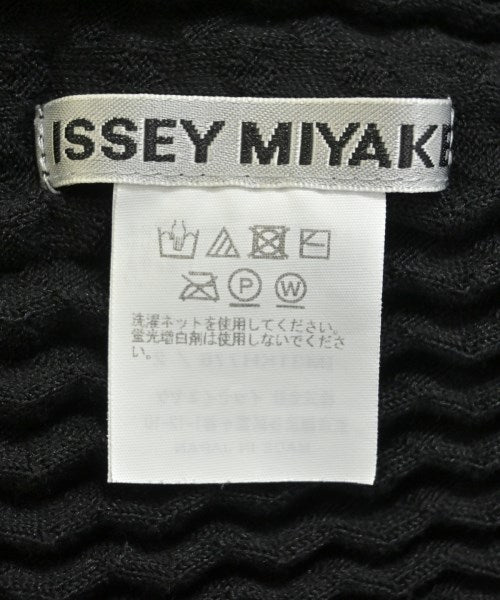 ISSEY MIYAKE
P W
洗濯ネットを使用してください。
蛍光増白剤は使用しないでくださ
い。